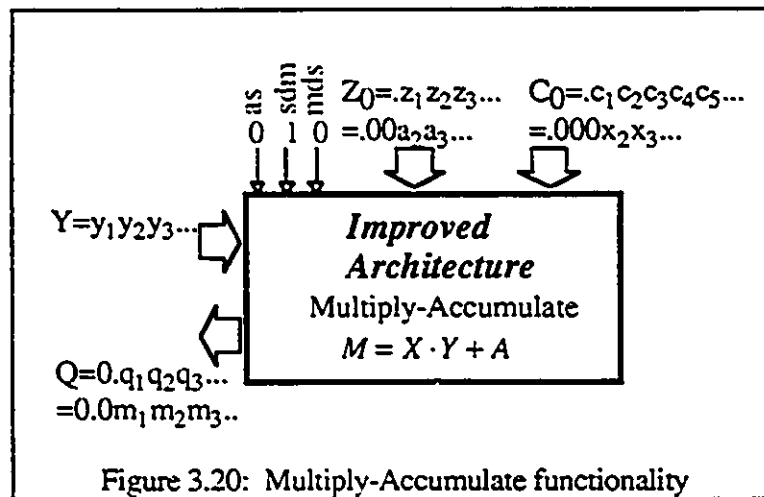 as sdm mds
0 1 0
Z₀=.z₁z₂z₃...
=.00a₂a₃...
C₀=.c₁c₂c₃c₄c₅...
=.000x₂x₃...
Y=y₁y₂y₃...
Improved
Architecture
Multiply-Accumulate
M = X · Y + A
Q=0.q₁q₂q₃...
=0.0m₁m₂m₃..
Figure 3.20: Multiply-Accumulate functionality